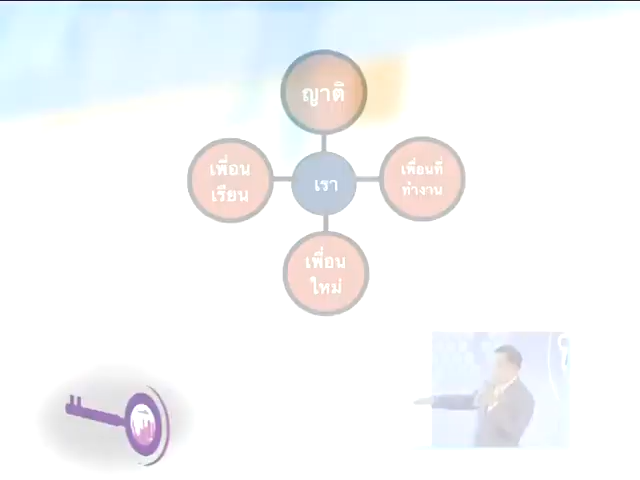 ญาติ
เพื่อน
เรียน
เรา
เพื่อนที่
ทำงาน
เพื่อน
ใหม่